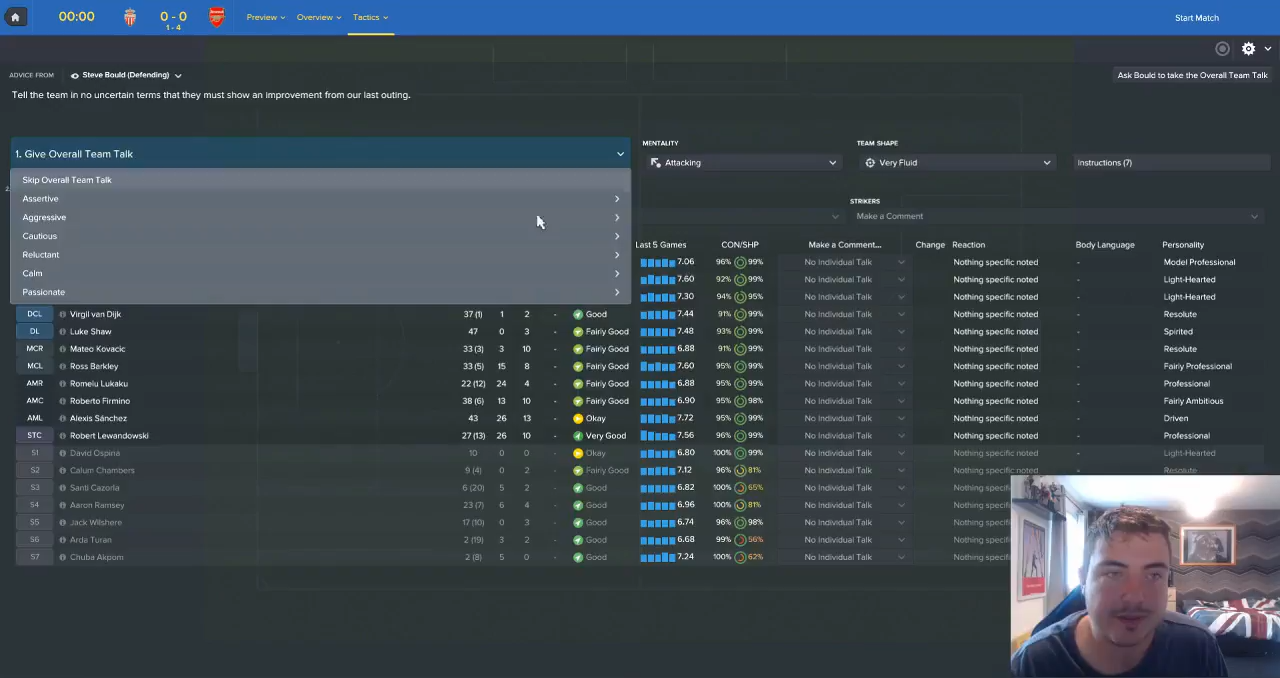 00:00 0 - 0 Preview Overview Tactics Start Match
1 - 4
ADVICE FROM Steve Bould (Defending) Ask Bould to take the Overall Team Talk
Tell the team in no uncertain terms that they must show an improvement from our last outing.
MENTALITY TEAM SHAPE
1. Give Overall Team Talk Attacking Very Fluid Instructions (7)
Skip Overall Team Talk
Assertive STRIKERS
Aggressive Make a Comment
Cautious Last 5 Games CON/SHP Make a Comment... Change Reaction Body Language Personality
Reluctant 7.06 96% 99% No Individual Talk Nothing specific noted - Model Professional
Calm 7.60 92% 99% No Individual Talk Nothing specific noted - Light-Hearted
Passionate 7.30 94% 95% No Individual Talk Nothing specific noted - Light-Hearted
DCL Virgil van Dijk 37 (1) 1 2 - Good 7.44 91% 99% No Individual Talk Nothing specific noted - Resolute
DL Luke Shaw 47 0 3 - Fairly Good 7.48 93% 99% No Individual Talk Nothing specific noted - Spirited
MCR Mateo Kovacic 33 (3) 3 10 - Fairly Good 6.88 91% 99% No Individual Talk Nothing specific noted - Resolute
MCL Ross Barkley 33 (5) 15 8 - Fairly Good 7.60 95% 99% No Individual Talk Nothing specific noted - Fairly Professional
AMR Romelu Lukaku 22 (12) 24 4 - Fairly Good 6.88 95% 99% No Individual Talk Nothing specific noted - Professional
AMC Roberto Firmino 38 (6) 13 10 - Fairly Good 6.90 95% 98% No Individual Talk Nothing specific noted - Fairly Ambitious
AML Alexis Sánchez 43 26 13 - Okay 7.72 95% 99% No Individual Talk Nothing specific noted - Driven
STC Robert Lewandowski 27 (13) 26 10 - Very Good 7.56 96% 99% No Individual Talk Nothing specific noted - Professional
S1 David Ospina 10 0 0 - Okay 6.80 100% 99% No Individual Talk Nothing specific noted - Light-Hearted
S2 Calum Chambers 9 (4) 0 2 - Fairly Good 7.12 96% 81% No Individual Talk Nothing specific noted - Resolute
S3 Santi Cazorla 6 (20) 5 2 - Good 6.82 100% 65% No Individual Talk Nothing specifi
S4 Aaron Ramsey 23 (7) 6 4 - Good 6.96 100% 81% No Individual Talk Nothing specifi
S5 Jack Wilshere 17 (10) 0 3 - Good 6.74 96% 98% No Individual Talk Nothing specifi
S6 Arda Turan 2 (19) 3 2 - Good 6.68 99% 56% No Individual Talk Nothing specifi
S7 Chuba Akpom 2 (8) 5 0 - Good 7.24 100% 62% No Individual Talk Nothing specifi